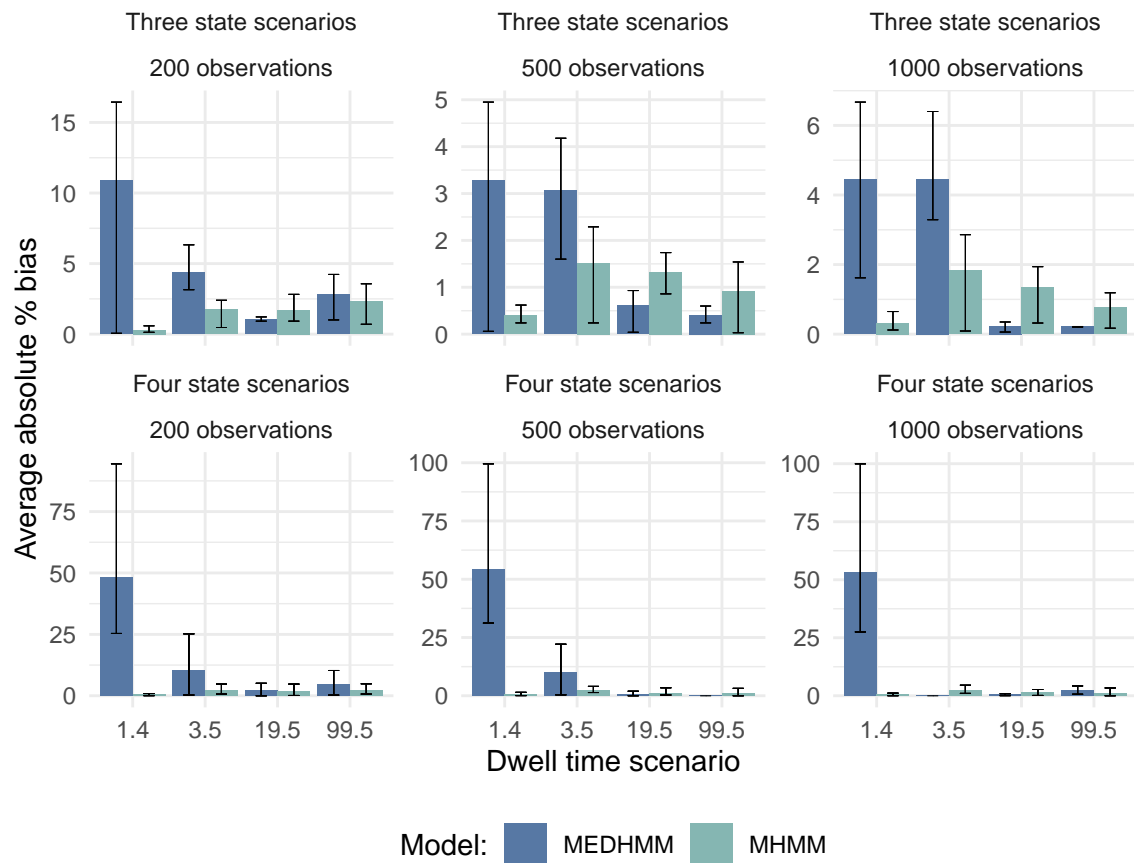 Three state scenarios
Three state scenarios
Three state scenarios
200 observations
500 observations
1000 observations
15
10
5
0
5
4
3
2
1
0
6
4
2
0
Average absolute % bias
Four state scenarios
Four state scenarios
Four state scenarios
200 observations
500 observations
1000 observations
75
50
25
0
100
75
50
25
0
100
75
50
25
0
1.4 3.5 19.5 99.5
1.4 3.5 19.5 99.5
1.4 3.5 19.5 99.5
Dwell time scenario
Model: MEDHMM MHMM